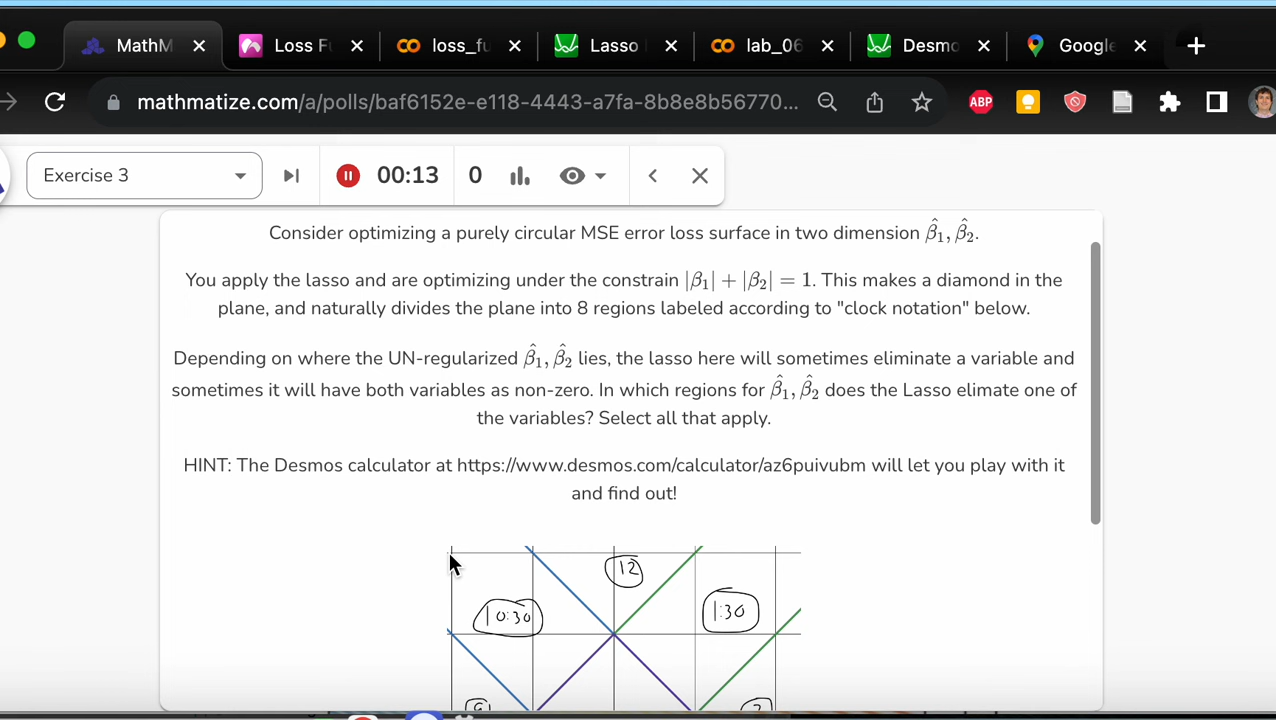 MathM
Loss Fu
loss_fu
Lasso
lab_06
Desmo
Google
mathmatize.com/a/polls/baf6152e-e118-4443-a7fa-8b8e8b56770...
ABP
Exercise 3
00:13
0
Consider optimizing a purely circular MSE error loss surface in two dimension β̂₁, β̂₂.
You apply the lasso and are optimizing under the constrain |β₁| + |β₂| = 1. This makes a diamond in the
plane, and naturally divides the plane into 8 regions labeled according to "clock notation" below.
Depending on where the UN-regularized β̂₁, β̂₂ lies, the lasso here will sometimes eliminate a variable and
sometimes it will have both variables as non-zero. In which regions for β̂₁, β̂₂ does the Lasso elimate one of
the variables? Select all that apply.
HINT: The Desmos calculator at https://www.desmos.com/calculator/az6puivubm will let you play with it
and find out!
12
10:30
1:30